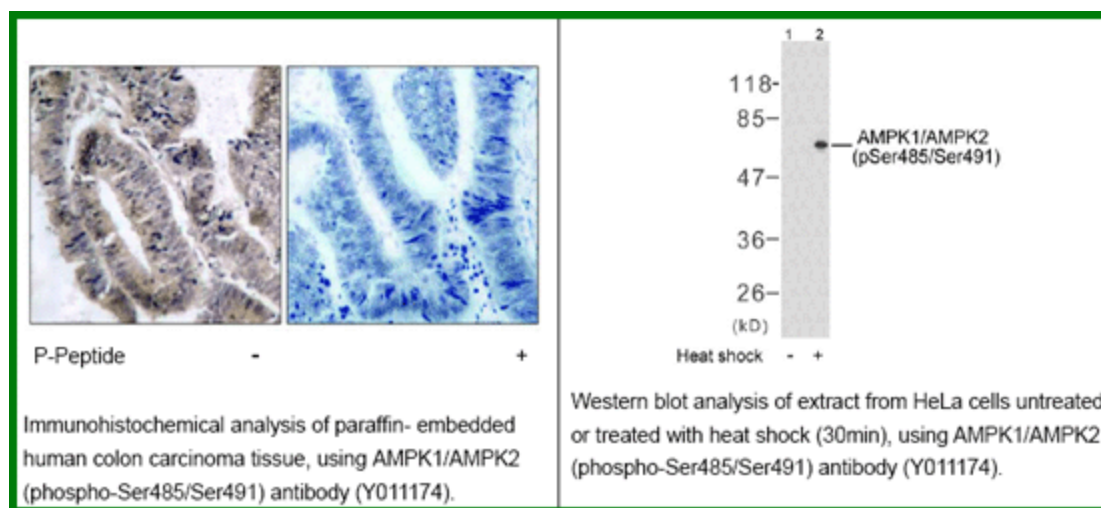 P-Peptide - +
Immunohistochemical analysis of paraffin- embedded
human colon carcinoma tissue, using AMPK1/AMPK2
(phospho-Ser485/Ser491) antibody (Y011174).
1 2
118-
85-
AMPK1/AMPK2
(pSer485/Ser491)
47-
36-
26-
(kD)
Heat shock - +
Western blot analysis of extract from HeLa cells untreated
or treated with heat shock (30min), using AMPK1/AMPK2
(phospho-Ser485/Ser491) antibody (Y011174).